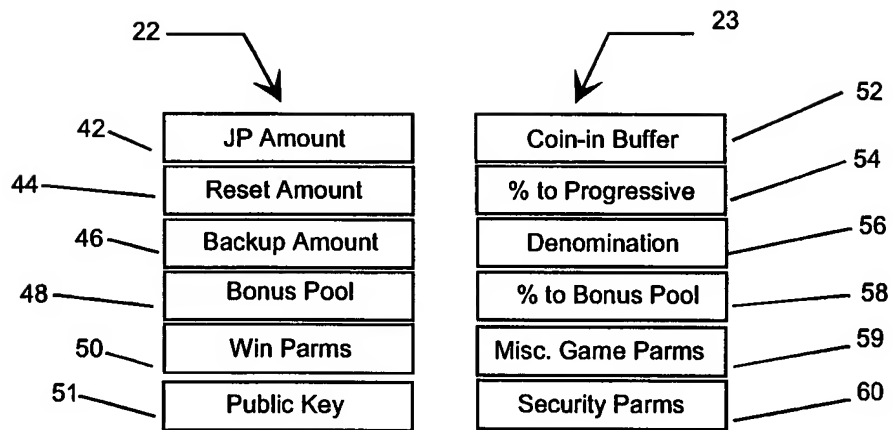 22
23
42
JP Amount
Coin-in Buffer
52
44
Reset Amount
% to Progressive
54
46
Backup Amount
Denomination
56
48
Bonus Pool
% to Bonus Pool
58
50
Win Parms
Misc. Game Parms
59
51
Public Key
Security Parms
60